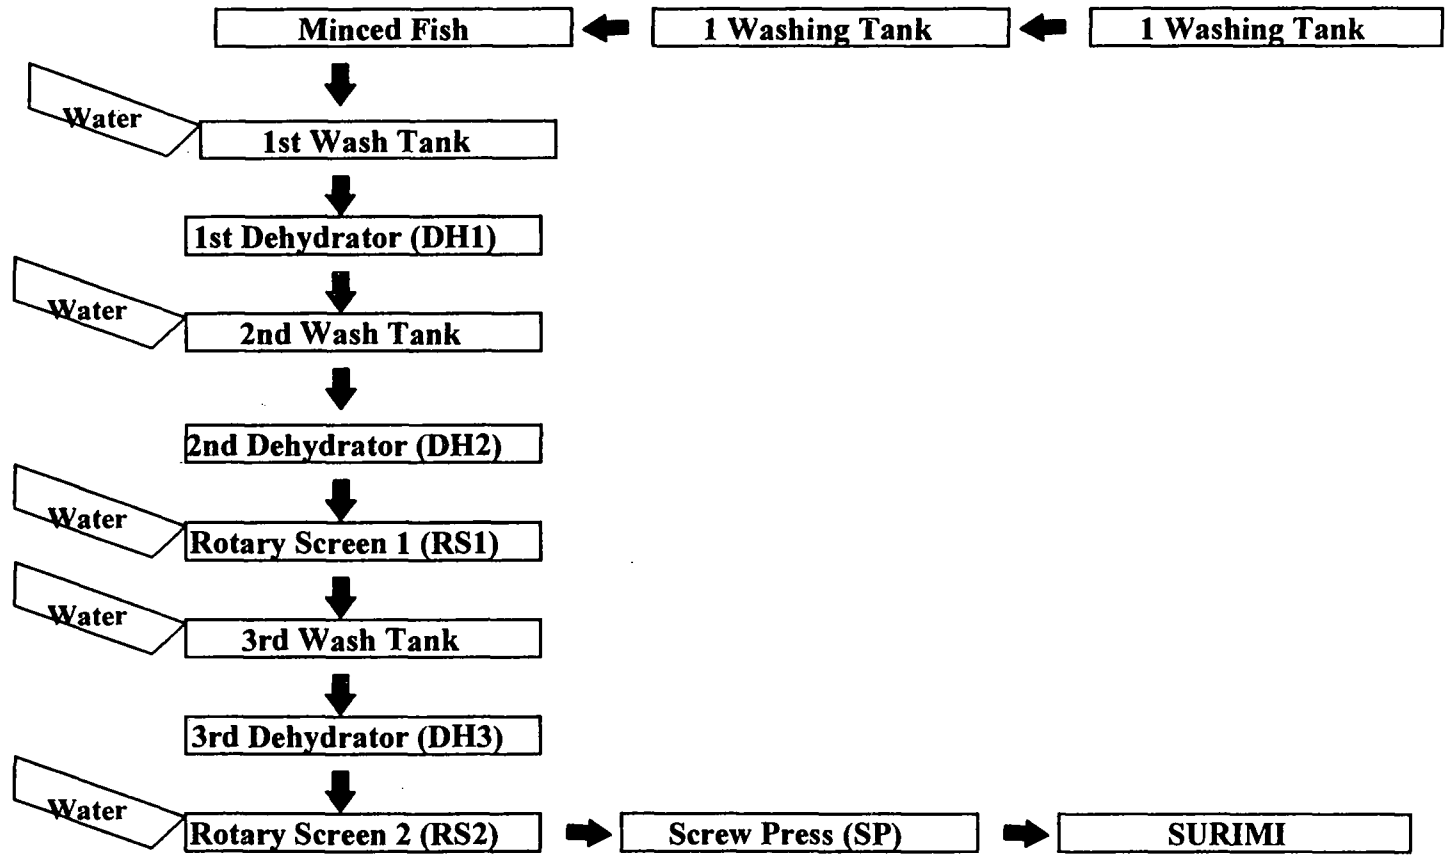 Minced Fish
1 Washing Tank
1 Washing Tank
Water
1st Wash Tank
1st Dehydrator (DH1)
Water
2nd Wash Tank
2nd Dehydrator (DH2)
Water
Rotary Screen 1 (RS1)
Water
3rd Wash Tank
3rd Dehydrator (DH3)
Water
Rotary Screen 2 (RS2)
Screw Press (SP)
SURIMI